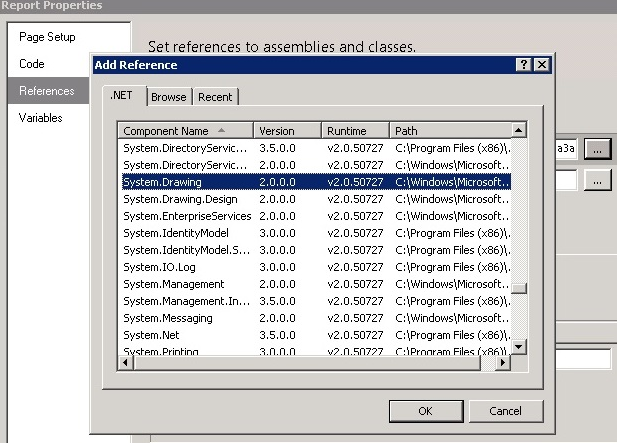 Report Properties
Page Setup
Code
References
Variables
Set references to assemblies and classes.
Add Reference
.NET Browse Recent
Component Name Version Runtime Path
System.DirectoryServic... 3.5.0.0 v2.0.50727 C:\Program Files (x86)\.
System.DirectoryServic... 2.0.0.0 v2.0.50727 C:\Windows\Microsoft..
System.Drawing 2.0.0.0 v2.0.50727 C:\Windows\Microsoft..
System.Drawing.Design 2.0.0.0 v2.0.50727 C:\Windows\Microsoft..
System.EnterpriseServices 2.0.0.0 v2.0.50727 C:\Windows\Microsoft..
System.IdentityModel 3.0.0.0 v2.0.50727 C:\Program Files (x86)\.
System.IdentityModel.S... 3.0.0.0 v2.0.50727 C:\Program Files (x86)\.
System.IO.Log 3.0.0.0 v2.0.50727 C:\Program Files (x86)\.
System.Management 2.0.0.0 v2.0.50727 C:\Windows\Microsoft..
System.Management.In... 3.5.0.0 v2.0.50727 C:\Program Files (x86)\.
System.Messaging 2.0.0.0 v2.0.50727 C:\Windows\Microsoft..
System.Net 3.5.0.0 v2.0.50727 C:\Program Files (x86)\.
System.Printing 3.0.0.0 v2.0.50727 C:\Program Files (x86)\.
a3a ...
...
OK Cancel